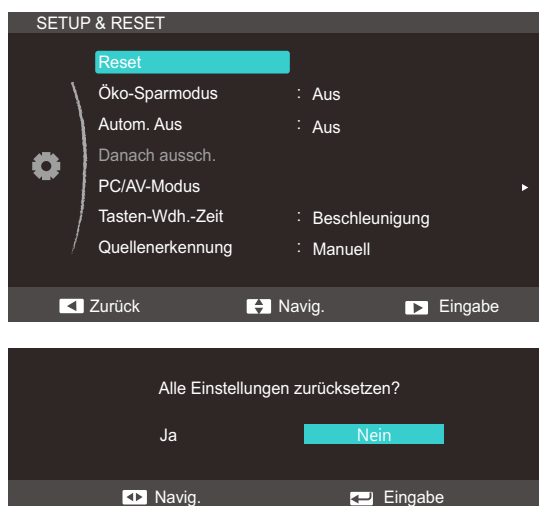 SETUP & RESET
Reset
Öko-Sparmodus : Aus
Autom. Aus : Aus
Danach aussch.
PC/AV-Modus
Tasten-Wdh.-Zeit : Beschleunigung
Quellenerkennung : Manuell
Zurück Navig. Eingabe
Alle Einstellungen zurücksetzen?
Ja Nein
Navig. Eingabe